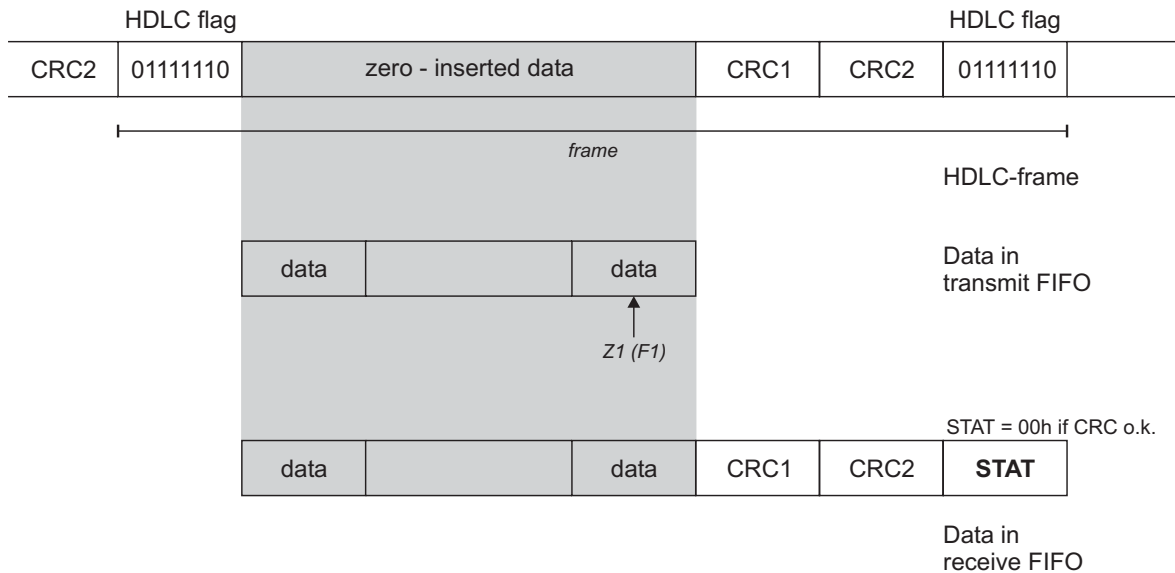 HDLC flag HDLC flag
CRC2 01111110 zero - inserted data CRC1 CRC2 01111110
frame
HDLC-frame
data data
Data in
transmit FIFO
Z1 (F1)
STAT = 00h if CRC o.k.
data data CRC1 CRC2 STAT
Data in
receive FIFO